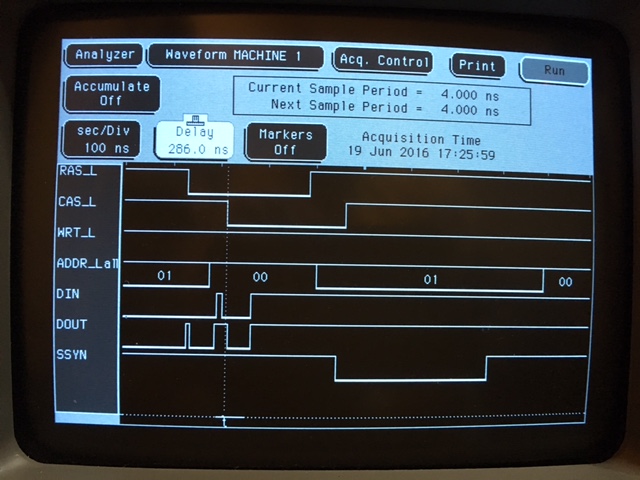 Analyzer
Waveform MACHINE 1
Acq. Control
Print
Run
Accumulate
Off
Current Sample Period = 4.000 ns
Next Sample Period = 4.000 ns
sec/Div
100 ns
Delay
286.0 ns
Markers
Off
Acquisition Time
19 Jun 2016 17:25:59
RAS_L
CAS_L
WRT_L
ADDR_Lall
01 00 01 00
DIN
DOUT
SSYN
t